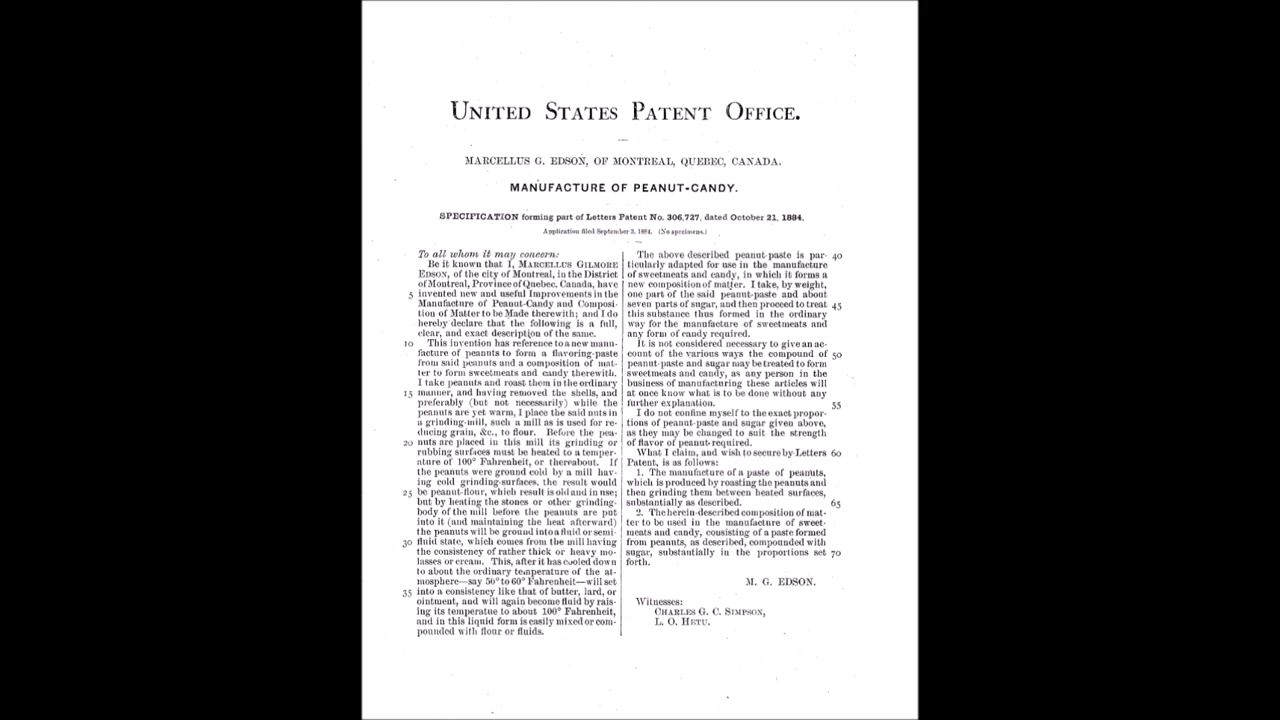 UNITED STATES PATENT OFFICE.
MARCELLUS G. EDSON, OF MONTREAL, QUEBEC, CANADA.
MANUFACTURE OF PEANUT-CANDY.
SPECIFICATION forming part of Letters Patent No. 306,727, dated October 21, 1884.
Application filed September 3, 1884. (No specimens.)
To all whom it may concern:
Be it known that I, MARCELLUS GILMORE
EDSON, of the city of Montreal, in the District
of Montreal, Province of Quebec, Canada, have
5 invented new and useful Improvements in the
Manufacture of Peanut-Candy and Composi-
tion of Matter to be Made therewith; and I do
hereby declare that the following is a full,
clear, and exact description of the same.
10 This invention has reference to a new manu-
facture of peanuts to form a flavoring-paste
from said peanuts and a composition of mat-
ter to form sweetmeats and candy therewith.
I take peanuts and roast them in the ordinary
15 manner, and having removed the shells, and
preferably (but not necessarily) while the
peanuts are yet warm, I place the said nuts in
a grinding-mill, such a mill as is used for re-
ducing grain, &c., to flour. Before the pea-
20 nuts are placed in this mill its grinding or
rubbing surfaces must be heated to a temper-
ature of 100° Fahrenheit, or thereabout. If
the peanuts were ground cold by a mill hav-
ing cold grinding-surfaces, the result would
25 be peanut-flour, which result is old and in use;
but by heating the stones or other grinding-
body of the mill before the peanuts are put
into it (and maintaining the heat afterward)
the peanuts will be ground into a fluid or semi-
30 fluid state, which comes from the mill having
the consistency of rather thick or heavy mo-
lasses or cream. This, after it has cooled down
to about the ordinary temperature of the at-
mosphere—say 50° to 60° Fahrenheit—will set
35 into a consistency like that of butter, lard, or
ointment, and will again become fluid by rais-
ing its temperatue to about 100° Fahrenheit,
and in this liquid form is easily mixed or com-
pounded with flour or fluids.
The above described peanut-paste is par- 40
ticularly adapted for use in the manufacture
of sweetmeats and candy, in which it forms a
new composition of matter. I take, by weight,
one part of the said peanut-paste and about
seven parts of sugar, and then proceed to treat 45
this substance thus formed in the ordinary
way for the manufacture of sweetmeats and
any form of candy required.
It is not considered necessary to give an ac-
count of the various ways the compound of 50
peanut-paste and sugar may be treated to form
sweetmeats and candy, as any person in the
business of manufacturing these articles will
at once know what is to be done without any
further explanation. 55
I do not confine myself to the exact propor-
tions of peanut-paste and sugar given above,
as they may be changed to suit the strength
of flavor of peanut required.
What I claim, and wish to secure by Letters 60
Patent, is as follows:
1. The manufacture of a paste of peanuts,
which is produced by roasting the peanuts and
then grinding them between heated surfaces,
substantially as described. 65
2. The herein-described composition of mat-
ter to be used in the manufacture of sweet-
meats and candy, consisting of a paste formed
from peanuts, as described, compounded with
sugar, substantially in the proportions set 70
forth.
M. G. EDSON.
Witnesses:
CHARLES G. C. SIMPSON,
L. O. HETU.